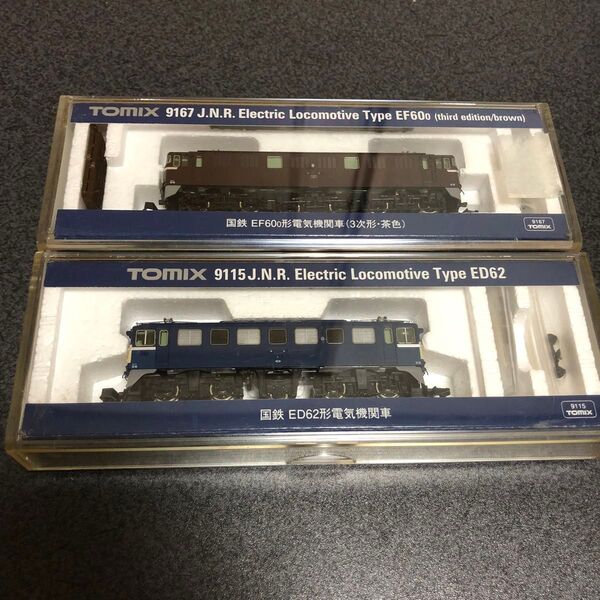 TOMIX 9167 J.N.R. Electric Locomotive Type EF60₀ (third edition/brown)
国鉄 EF60₀形電気機関車(3次形・茶色)
9167
TOMIX
TOMIX 9115 J.N.R. Electric Locomotive Type ED62
国鉄 ED62形電気機関車
9115
TOMIX